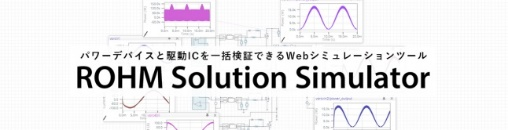 パワーデバイスと駆動ICを一括検証できるWebシミュレーションツール
ROHM Solution Simulator